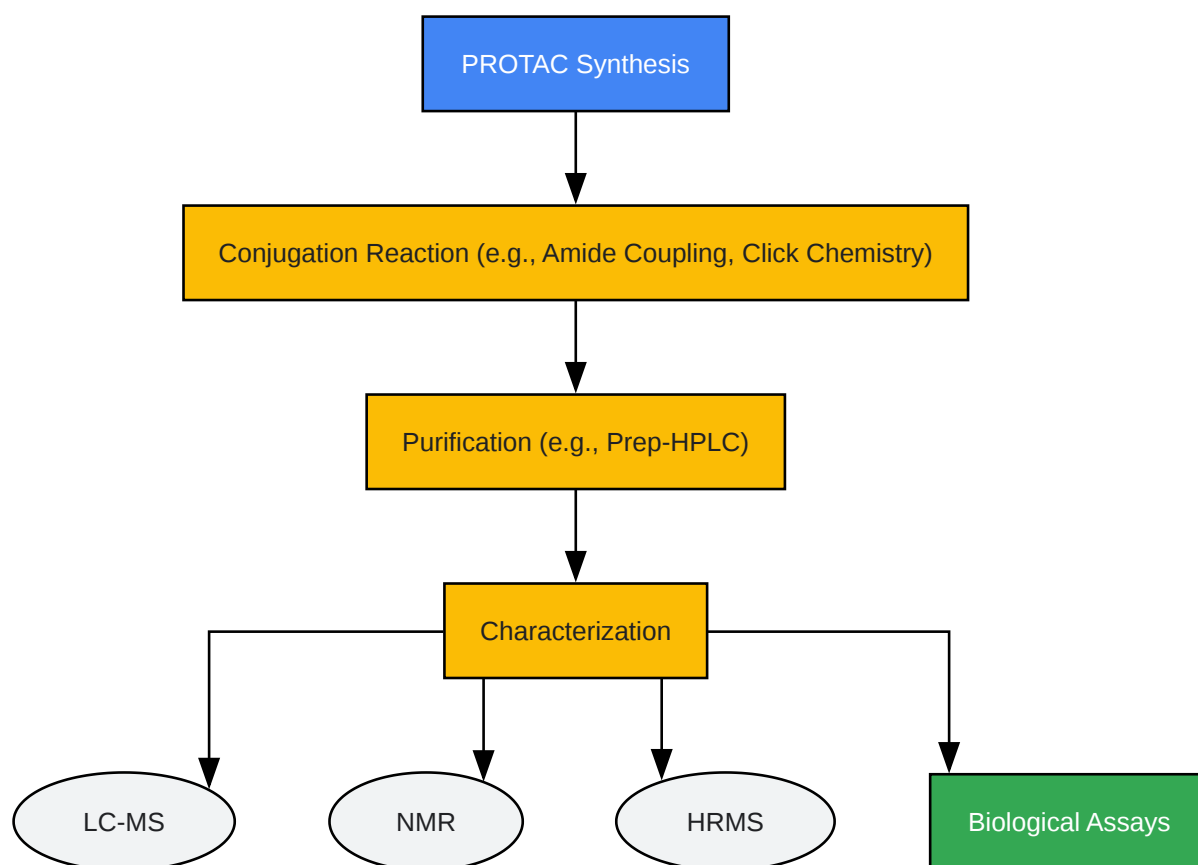 PROTAC Synthesis
Conjugation Reaction (e.g., Amide Coupling, Click Chemistry)
Purification (e.g., Prep-HPLC)
Characterization
LC-MS
NMR
HRMS
Biological Assays